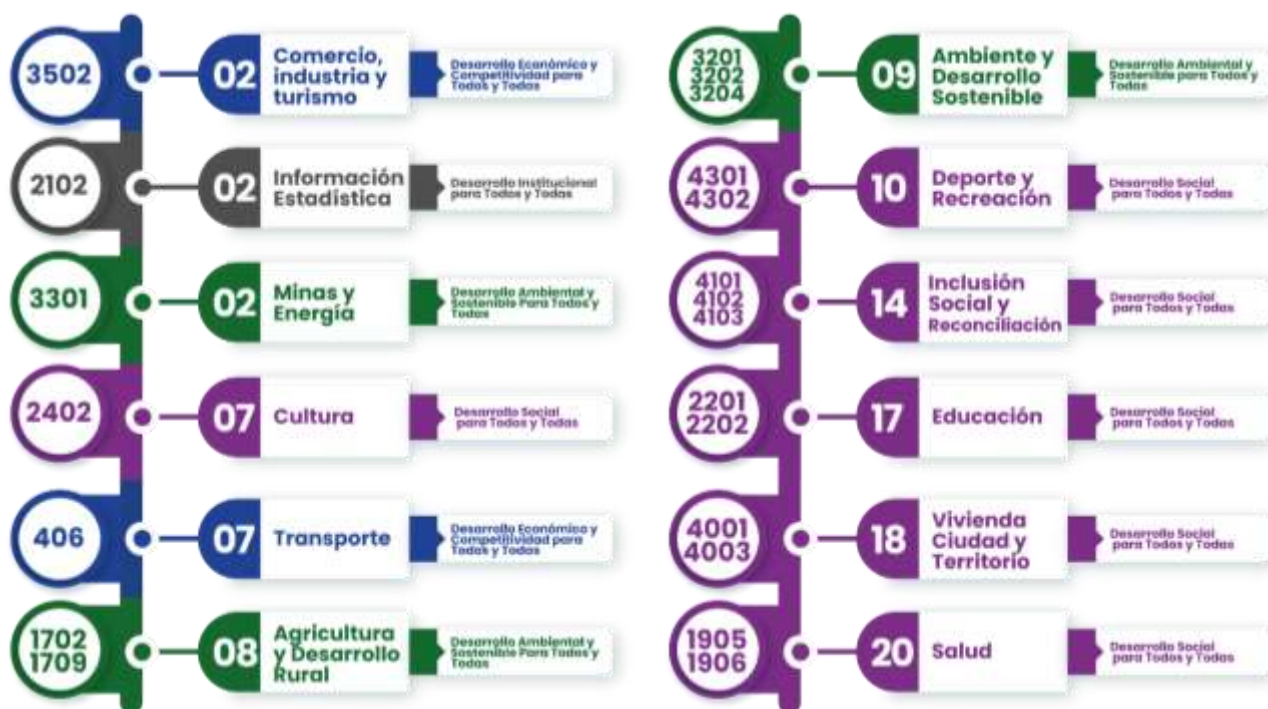 3502
02
Comercio,
industria y
turismo
Desarrollo Económico y
Competitividad para
Todos y Todas
2102
02
Información
Estadística
Desarrollo Institucional
para Todos y Todas
3301
02
Minas y
Energía
Desarrollo Ambiental y
Sostenible Para Todos y
Todas
2402
07
Cultura
Desarrollo Social
para Todos y Todas
406
07
Transporte
Desarrollo Económico y
Competitividad para
Todos y Todas
1702
1709
08
Agricultura
y Desarrollo
Rural
Desarrollo Ambiental y
Sostenible Para Todos y
Todas
3201
3202
3204
09
Ambiente y
Desarrollo
Sostenible
Desarrollo Ambiental y
Sostenible para Todos y
Todas
4301
4302
10
Deporte y
Recreación
Desarrollo Social
para Todos y Todas
4101
4102
4103
14
Inclusión
Social y
Reconciliación
Desarrollo Social
para Todos y Todas
2201
2202
17
Educación
Desarrollo Social
para Todos y Todas
4001
4003
18
Vivienda
Ciudad y
Territorio
Desarrollo Social
para Todos y Todas
1905
1906
20
Salud
Desarrollo Social
para Todos y Todas